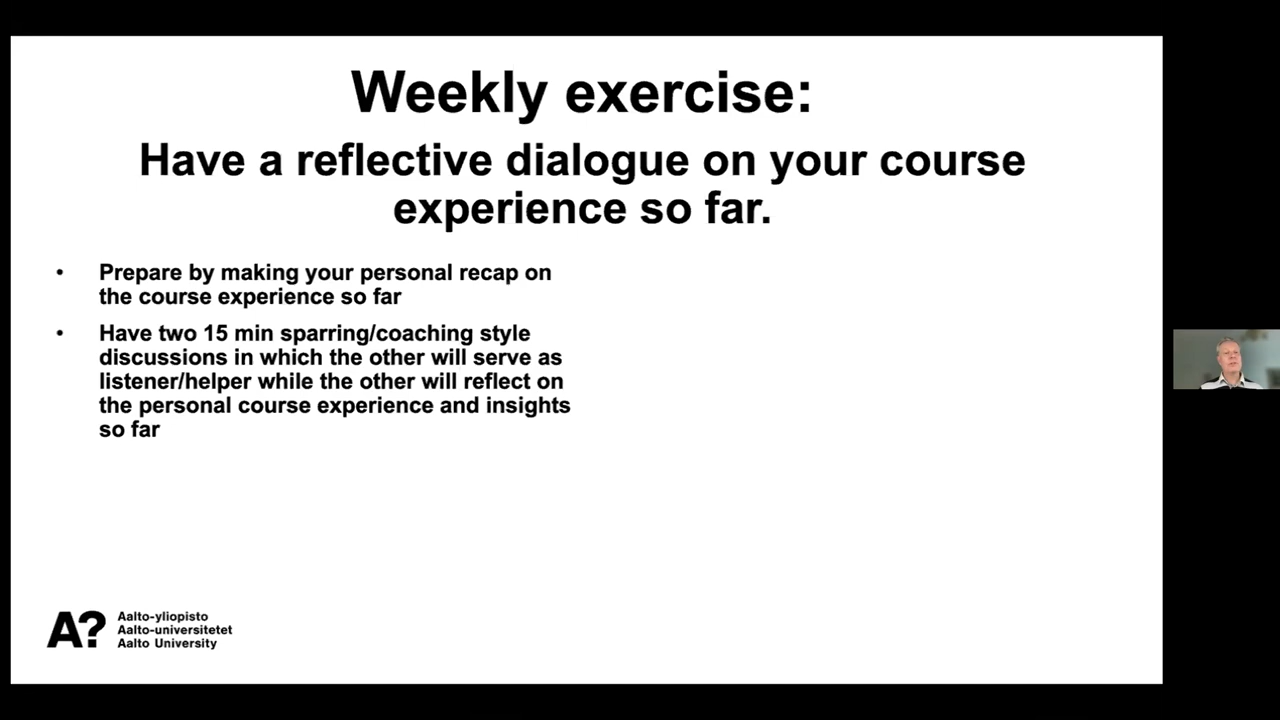 Weekly exercise:
Have a reflective dialogue on your course
experience so far.
• Prepare by making your personal recap on
the course experience so far
• Have two 15 min sparring/coaching style
discussions in which the other will serve as
listener/helper while the other will reflect on
the personal course experience and insights
so far
A?
Aalto-yliopisto
Aalto-universitetet
Aalto University